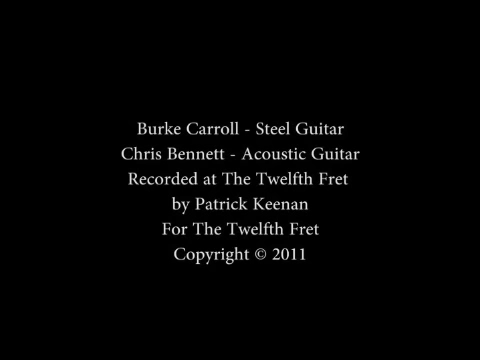 Burke Carroll - Steel Guitar
Chris Bennett - Acoustic Guitar
Recorded at The Twelfth Fret
by Patrick Keenan
For The Twelfth Fret
Copyright © 2011